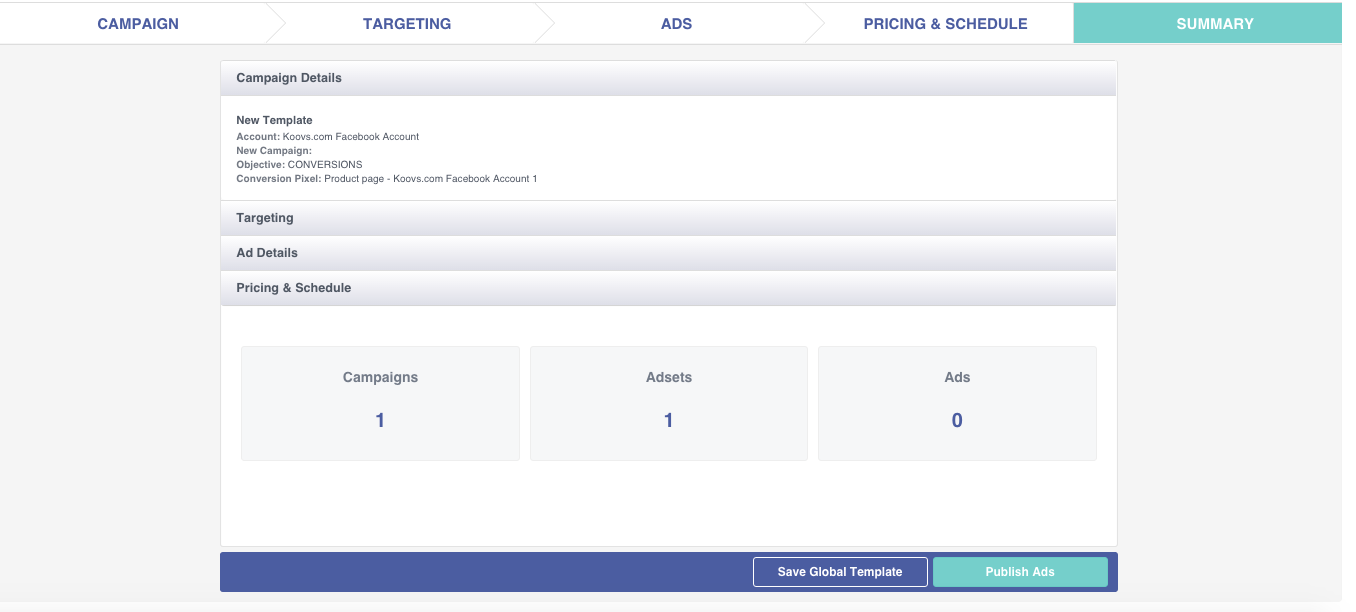 CAMPAIGN
TARGETING
ADS
PRICING & SCHEDULE
SUMMARY
Campaign Details
New Template
Account: Koovs.com Facebook Account
New Campaign:
Objective: CONVERSIONS
Conversion Pixel: Product page - Koovs.com Facebook Account 1
Targeting
Ad Details
Pricing & Schedule
Campaigns
1
Adsets
1
Ads
0
Save Global Template
Publish Ads